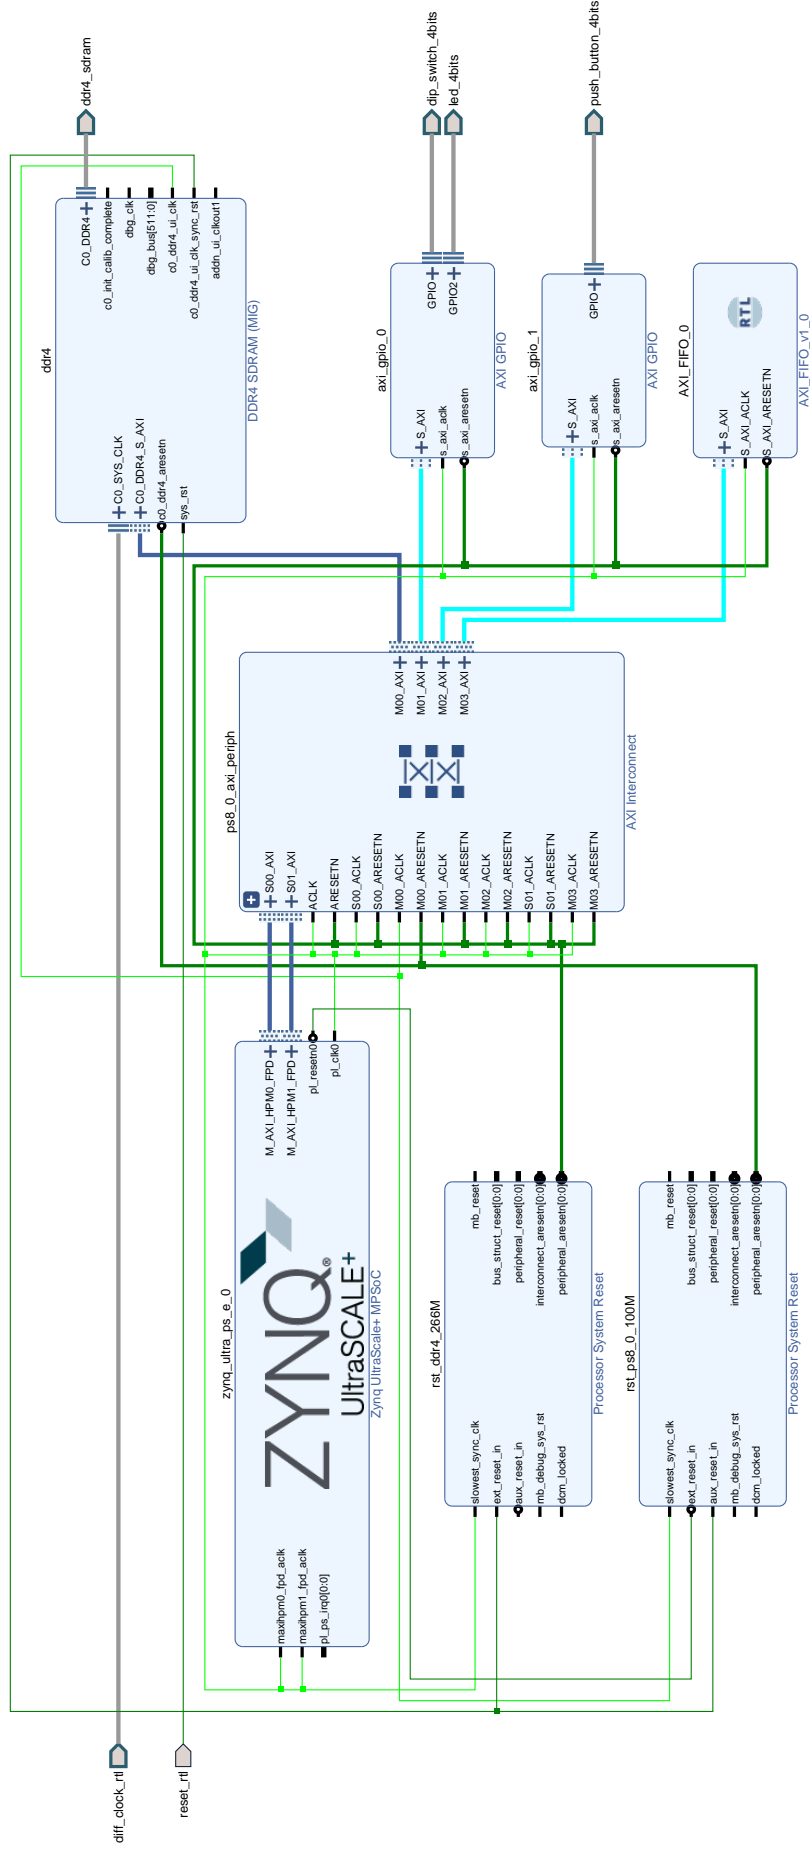 diff_clock_rtl
reset_rtl
zynq_ultra_ps_e_0
maxihpm0_fpd_aclk
maxihpm1_fpd_aclk
pl_ps_irq0[0:0]
ZYNQ®
UltraSCALE+
M_AXI_HPM0_FPD
M_AXI_HPM1_FPD
pl_resetn0
pl_clk0
Zynq UltraScale+ MPSoC
rst_ddr4_266M
slowest_sync_clk
ext_reset_in
aux_reset_in
mb_debug_sys_rst
dcm_locked
mb_reset
bus_struct_reset[0:0]
peripheral_reset[0:0]
interconnect_aresetn[0:0]
peripheral_aresetn[0:0]
Processor System Reset
rst_ps8_0_100M
slowest_sync_clk
ext_reset_in
aux_reset_in
mb_debug_sys_rst
dcm_locked
mb_reset
bus_struct_reset[0:0]
peripheral_reset[0:0]
interconnect_aresetn[0:0]
peripheral_aresetn[0:0]
Processor System Reset
ps8_0_axi_periph
S00_AXI
S01_AXI
ACLK
ARESETN
S00_ACLK
S00_ARESETN
M00_ACLK
M00_ARESETN
M01_ACLK
M01_ARESETN
M02_ACLK
M02_ARESETN
S01_ACLK
S01_ARESETN
M03_ACLK
M03_ARESETN
M00_AXI
M01_AXI
M02_AXI
M03_AXI
AXI Interconnect
ddr4
C0_SYS_CLK
C0_DDR4_S_AXI
c0_ddr4_aresetn
sys_rst
C0_DDR4
c0_init_calib_complete
dbg_clk
dbg_bus[511:0]
c0_ddr4_ui_clk
c0_ddr4_ui_clk_sync_rst
addn_ui_clkout1
DDR4 SDRAM (MIG)
axi_gpio_0
S_AXI
s_axi_aclk
s_axi_aresetn
GPIO
GPIO2
AXI GPIO
axi_gpio_1
S_AXI
s_axi_aclk
s_axi_aresetn
GPIO
AXI GPIO
AXI_FIFO_0
S_AXI
S_AXI_ACLK
S_AXI_ARESETN
RTL
AXI_FIFO_v1_0
ddr4_sdram
dip_switch_4bits
led_4bits
push_button_4bits